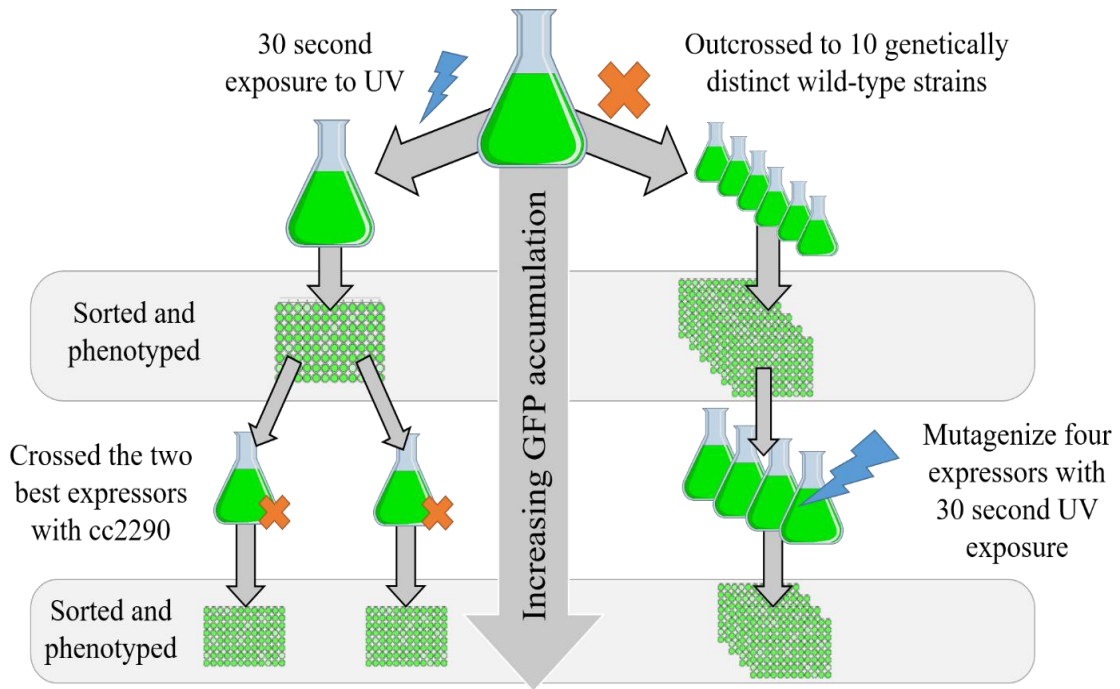 30 second
exposure to UV
Outcrossed to 10 genetically
distinct wild-type strains
Increasing GFP accumulation
Sorted and
phenotyped
Crossed the two
best expressors
with cc2290
Mutagenize four
expressors with
30 second UV
exposure
Sorted and
phenotyped